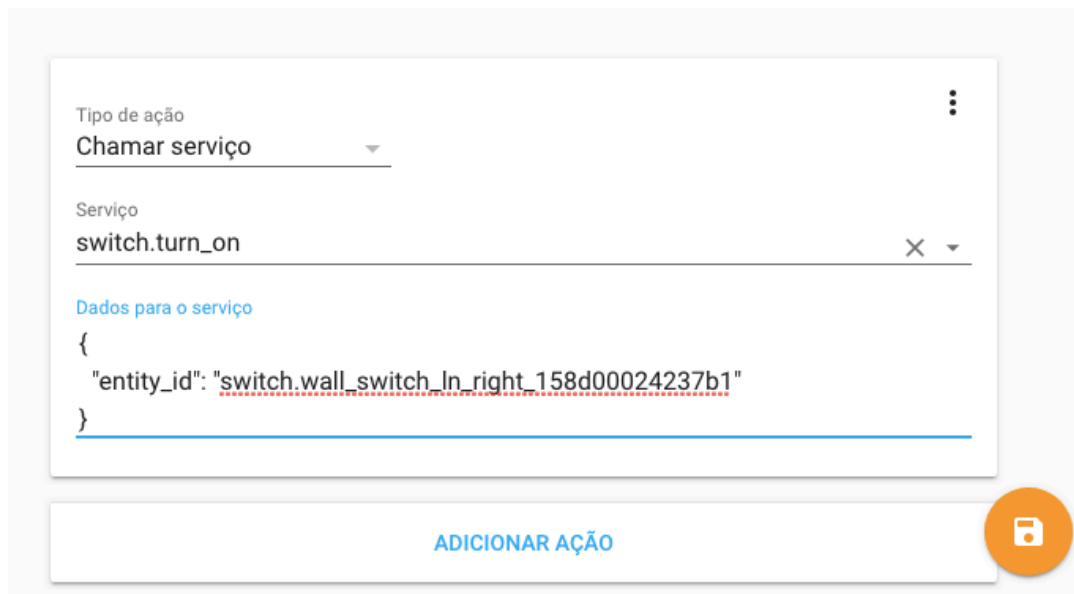 Tipo de ação
Chamar serviço
Serviço
switch.turn_on
Dados para o serviço
{
"entity_id": "switch.wall_switch_ln_right_158d00024237b1"
}
ADICIONAR AÇÃO